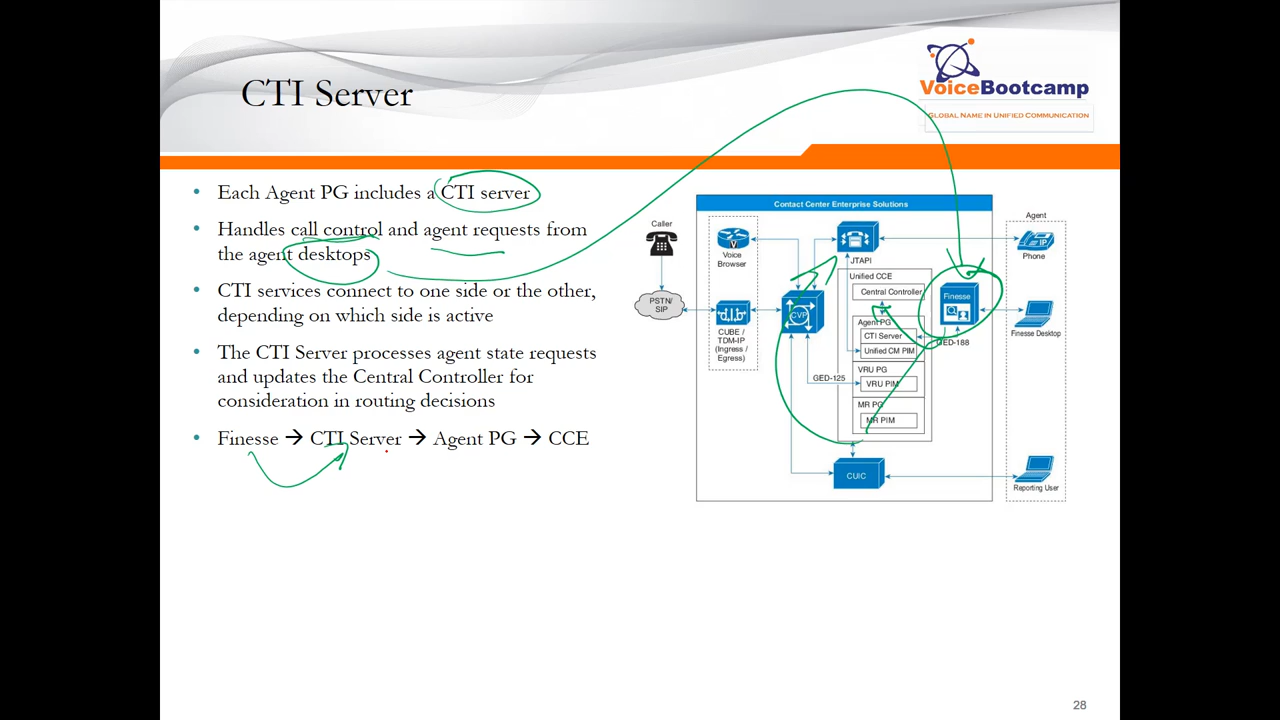 CTI Server
VoiceBootcamp
GLOBAL NAME IN UNIFIED COMMUNICATION
• Each Agent PG includes a CTI server
• Handles call control and agent requests from
the agent desktops
• CTI services connect to one side or the other,
depending on which side is active
• The CTI Server processes agent state requests
and updates the Central Controller for
consideration in routing decisions
• Finesse → CTI Server → Agent PG → CCE
Contact Center Enterprise Solutions
Caller
PSTN/
SIP
V
Voice
Browser
CUBE /
TDM-IP
(Ingress /
Egress)
CVP
JTAPI
Unified CCE
Central Controller
Agent PG
CTI Server
Unified CM PIM
GED-125
VRU PG
VRU PIM
MR PG
MR PIM
CUIC
Finesse
GED-188
Agent
IP
Phone
Finesse Desktop
Reporting User
28